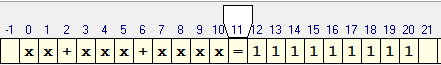 -1 0 1 2 3 4 5 6 7 8 9 10 11 12 13 14 15 16 17 18 19 20 21
x x + x x x + x x x x = 1 1 1 1 1 1 1 1 1